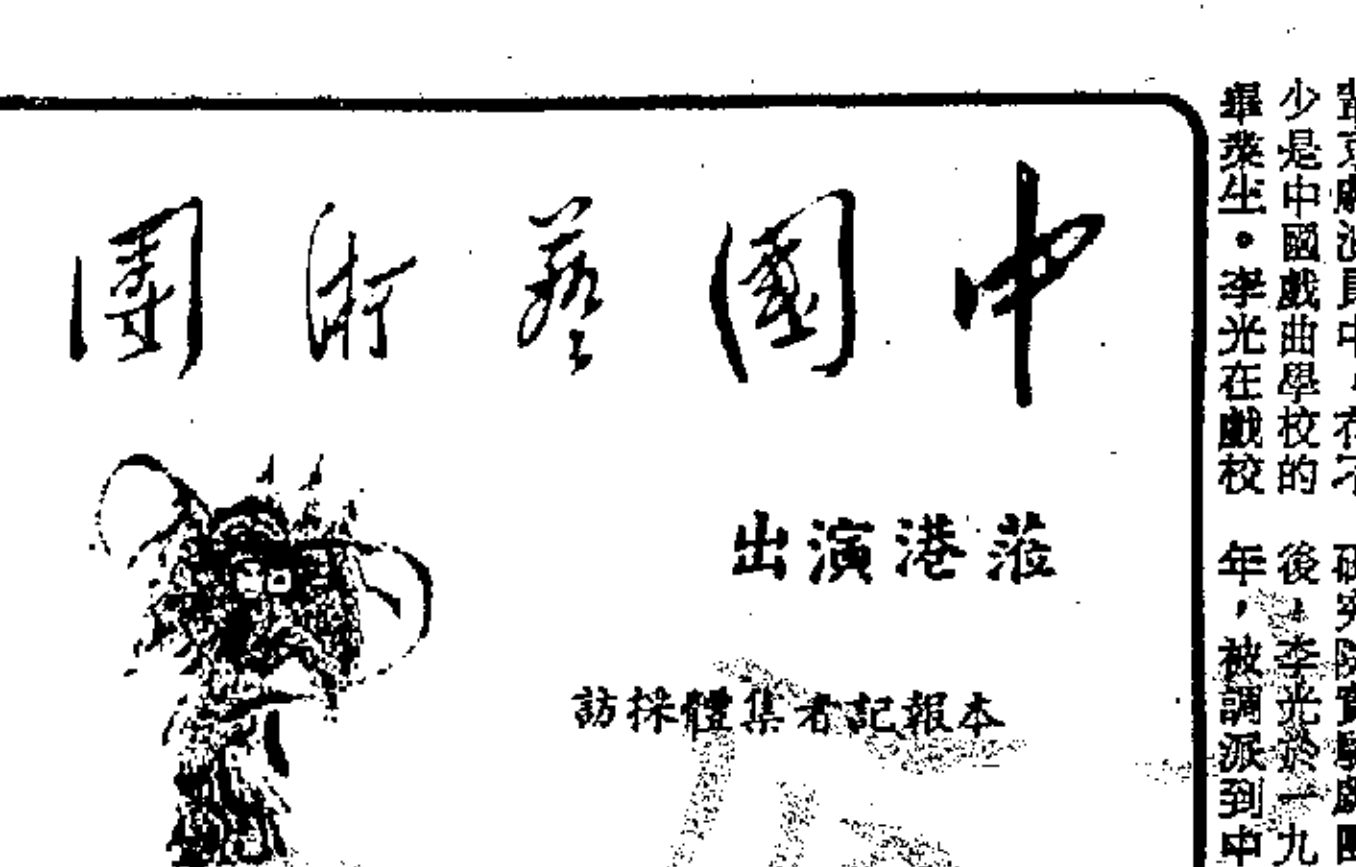 少是中國戲曲學校的
畢業生。李光在戲校
後,李光於一九
年,被調派到中
中國藝術團
蒞港演出
本報記者集體採訪